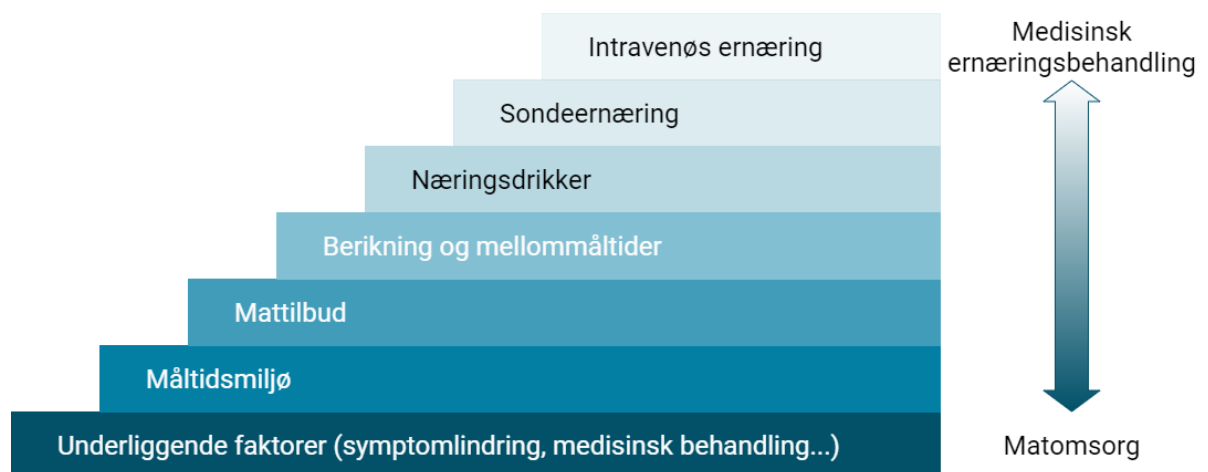 Intravenøs ernæring
Sondeernæring
Næringsdrikker
Berikning og mellommåltider
Mattilbud
Måltidsmiljø
Underliggende faktorer (symptomlindring, medisinsk behandling...)
Medisinsk
ernæringsbehandling
Matomsorg